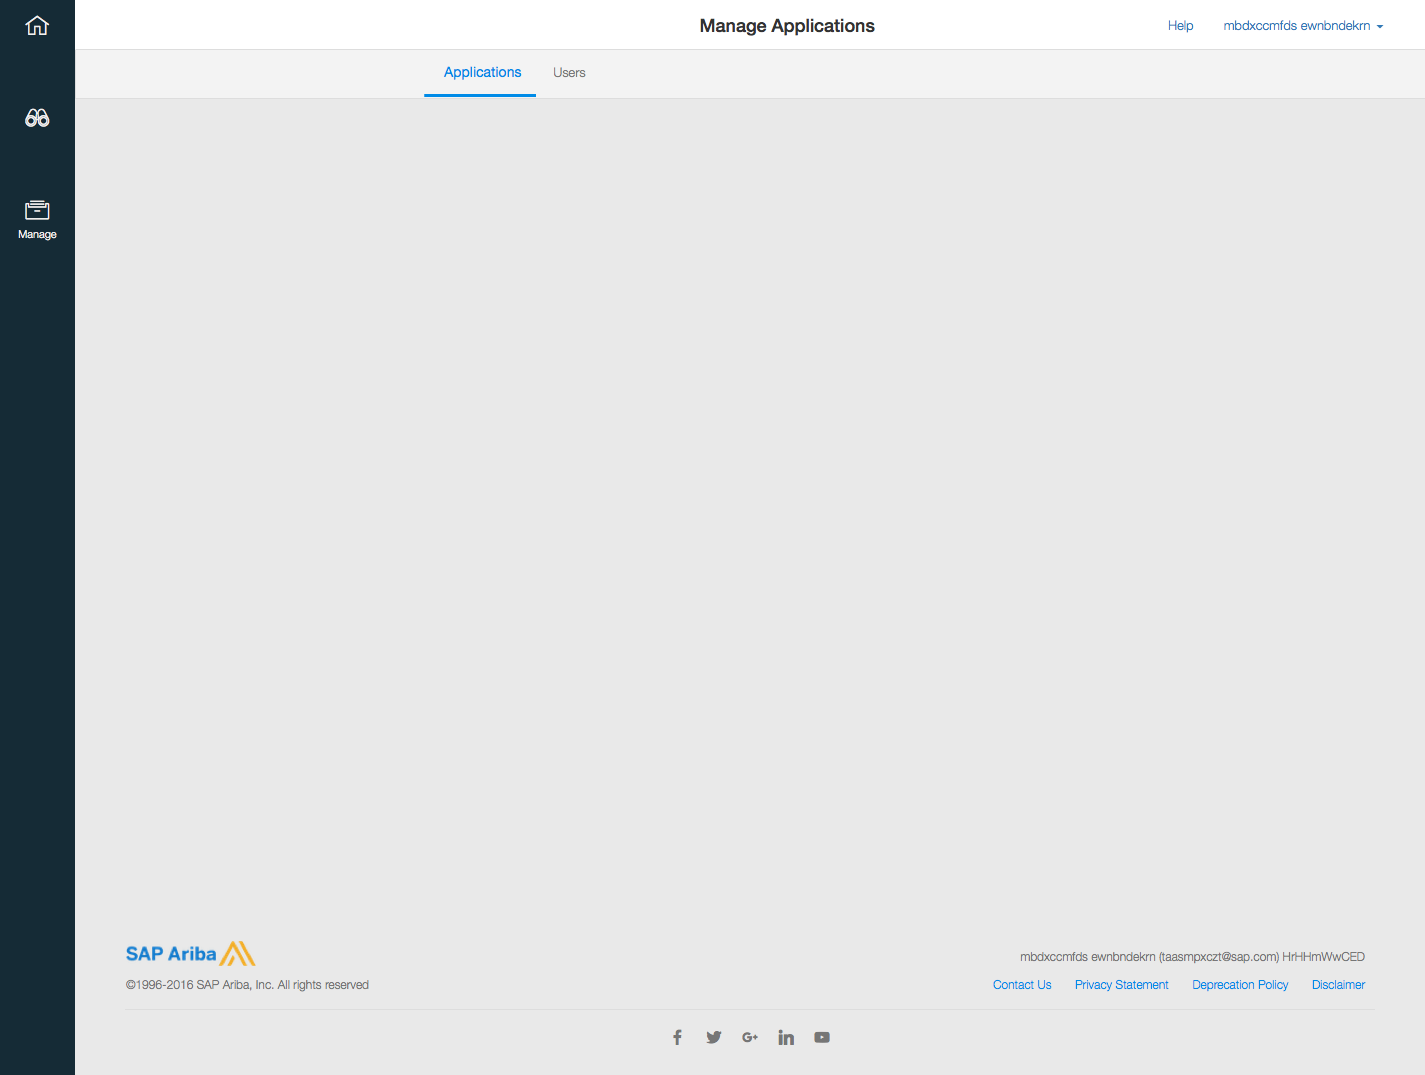 Manage Applications
Help
mbdxccmfds ewnbndekrn
Applications
Users
Manage
SAP Ariba
mbdxccmfds ewnbndekrn (taasmpxczt@sap.com) HrHHmWwCED
©1996-2016 SAP Ariba, Inc. All rights reserved
Contact Us
Privacy Statement
Deprecation Policy
Disclaimer